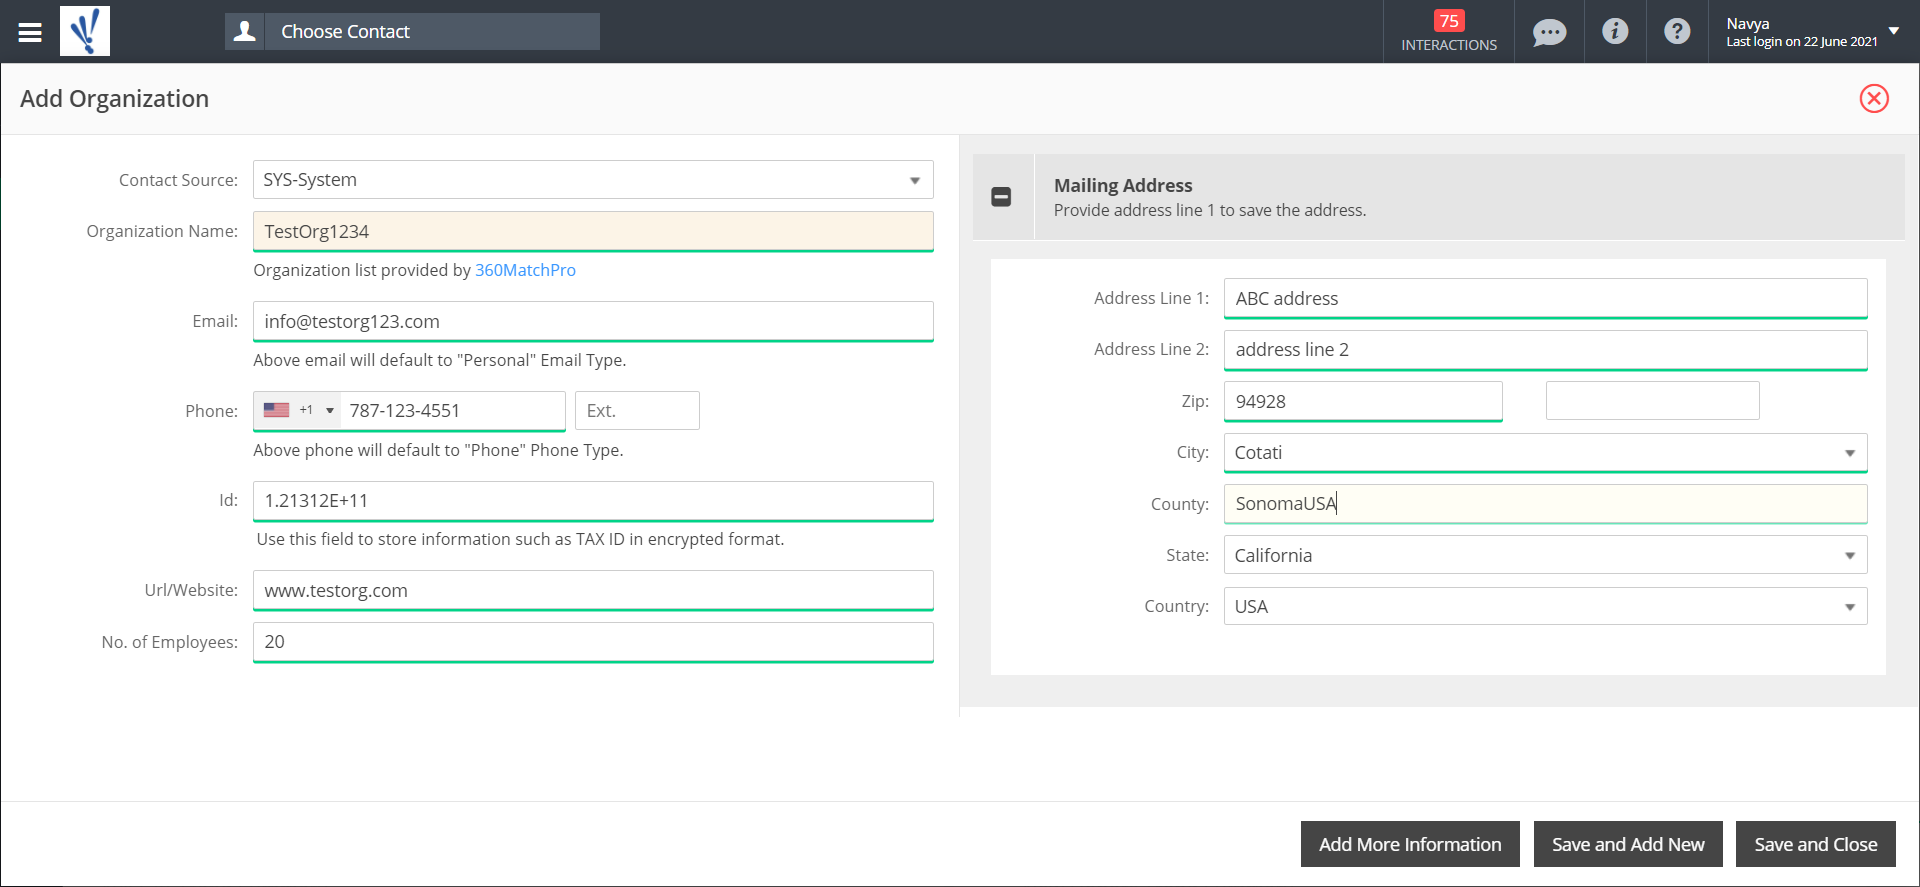 Choose Contact
75
INTERACTIONS
Navya
Last login on 22 June 2021
Add Organization
Contact Source: SYS-System
Organization Name: TestOrg1234
Organization list provided by 360MatchPro
Email: info@testorg123.com
Above email will default to "Personal" Email Type.
Phone: +1 787-123-4551 Ext.
Above phone will default to "Phone" Phone Type.
Id: 1.21312E+11
Use this field to store information such as TAX ID in encrypted format.
Url/Website: www.testorg.com
No. of Employees: 20
Mailing Address
Provide address line 1 to save the address.
Address Line 1: ABC address
Address Line 2: address line 2
Zip: 94928
City: Cotati
County: SonomaUSA
State: California
Country: USA
Add More Information Save and Add New Save and Close